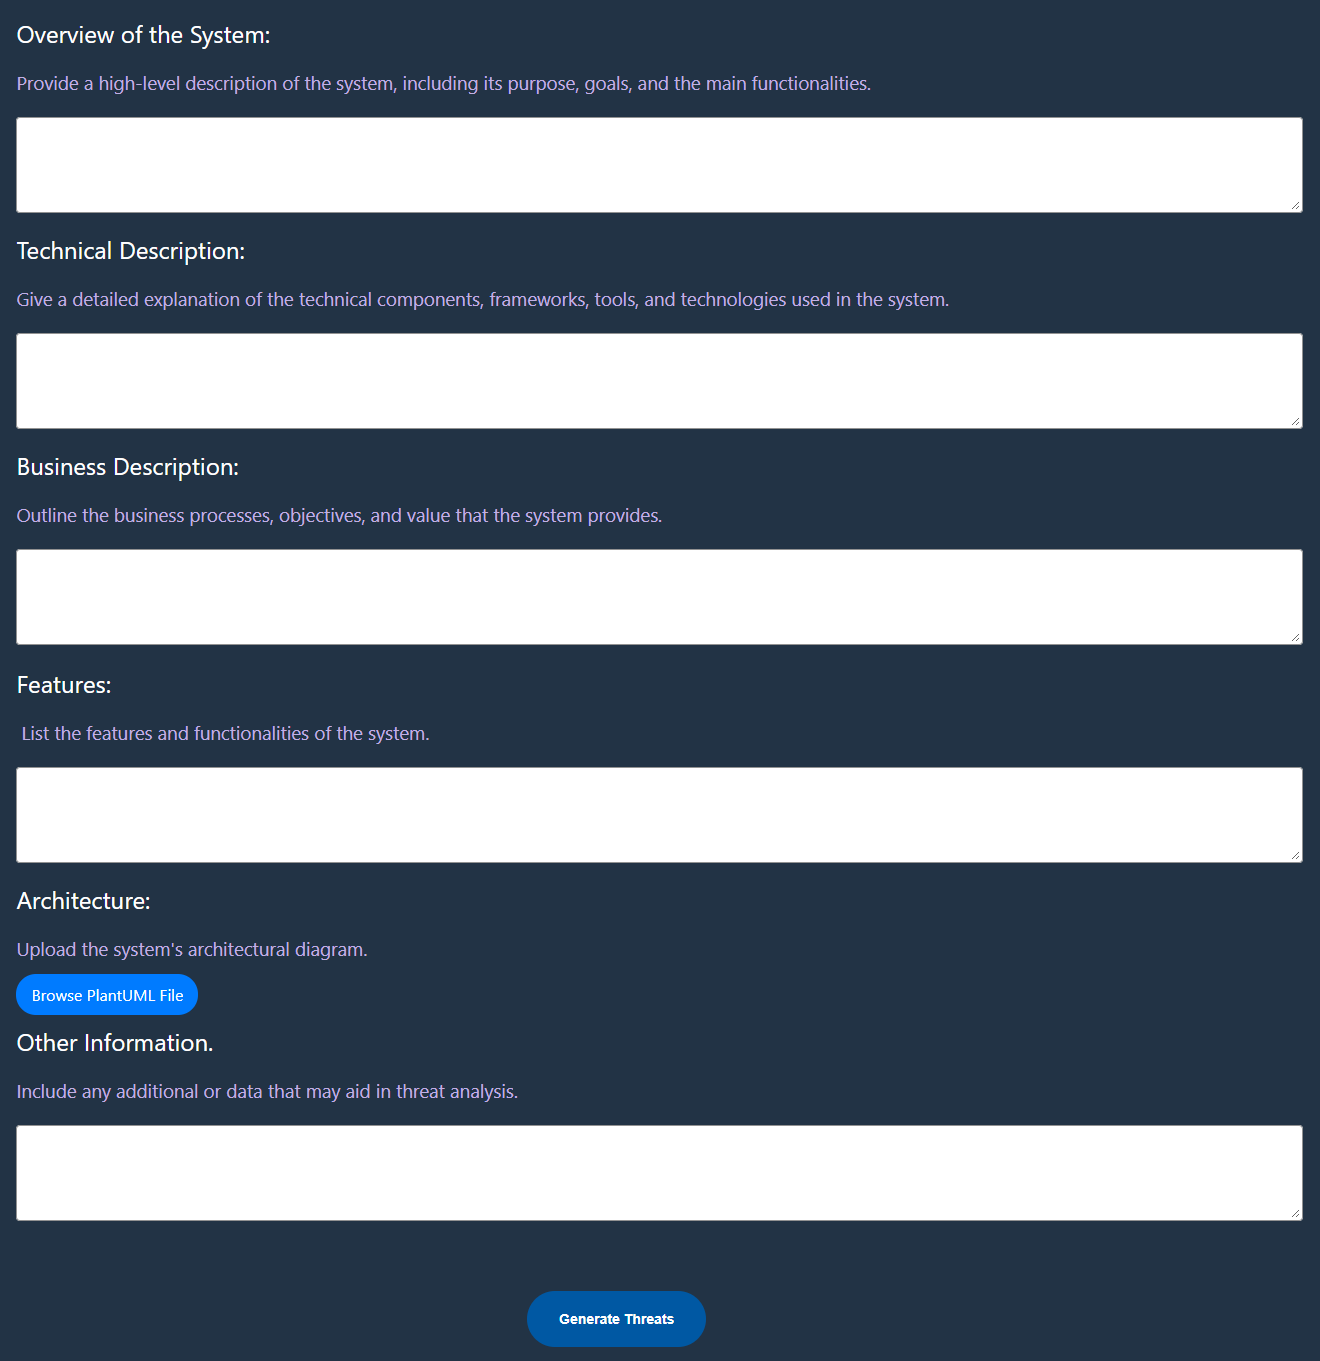 Overview of the System:
Provide a high-level description of the system, including its purpose, goals, and the main functionalities.
Technical Description:
Give a detailed explanation of the technical components, frameworks, tools, and technologies used in the system.
Business Description:
Outline the business processes, objectives, and value that the system provides.
Features:
List the features and functionalities of the system.
Architecture:
Upload the system's architectural diagram.
Browse PlantUML File
Other Information.
Include any additional or data that may aid in threat analysis.
Generate Threats